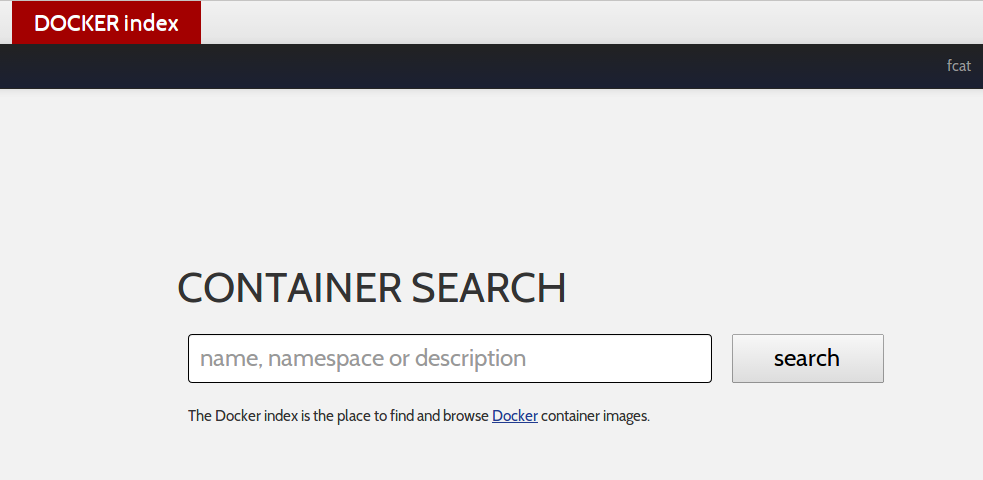 DOCKER index
fcat
CONTAINER SEARCH
name, namespace or description
search
The Docker index is the place to find and browse Docker container images.